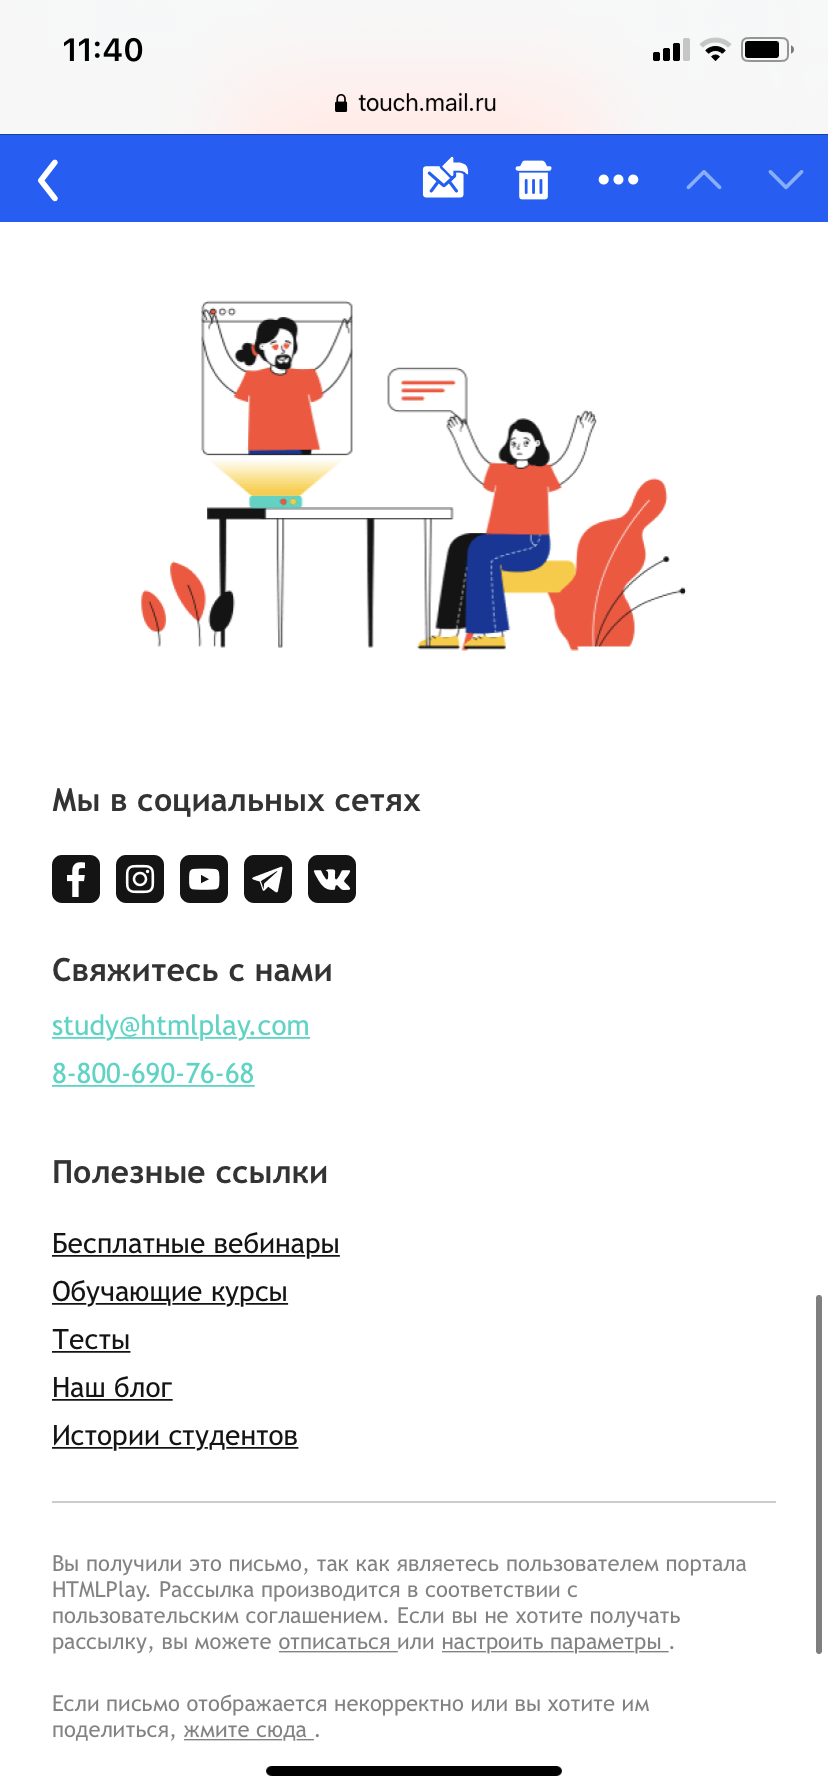 11:40
touch.mail.ru
Мы в социальных сетях
Свяжитесь с нами
study@htmlplay.com
8-800-690-76-68
Полезные ссылки
Бесплатные вебинары
Обучающие курсы
Тесты
Наш блог
Истории студентов
Вы получили это письмо, так как являетесь пользователем портала
HTMLPlay. Рассылка производится в соответствии с
пользовательским соглашением. Если вы не хотите получать
рассылку, вы можете отписаться или настроить параметры .
Если письмо отображается некорректно или вы хотите им
поделиться, жмите сюда .